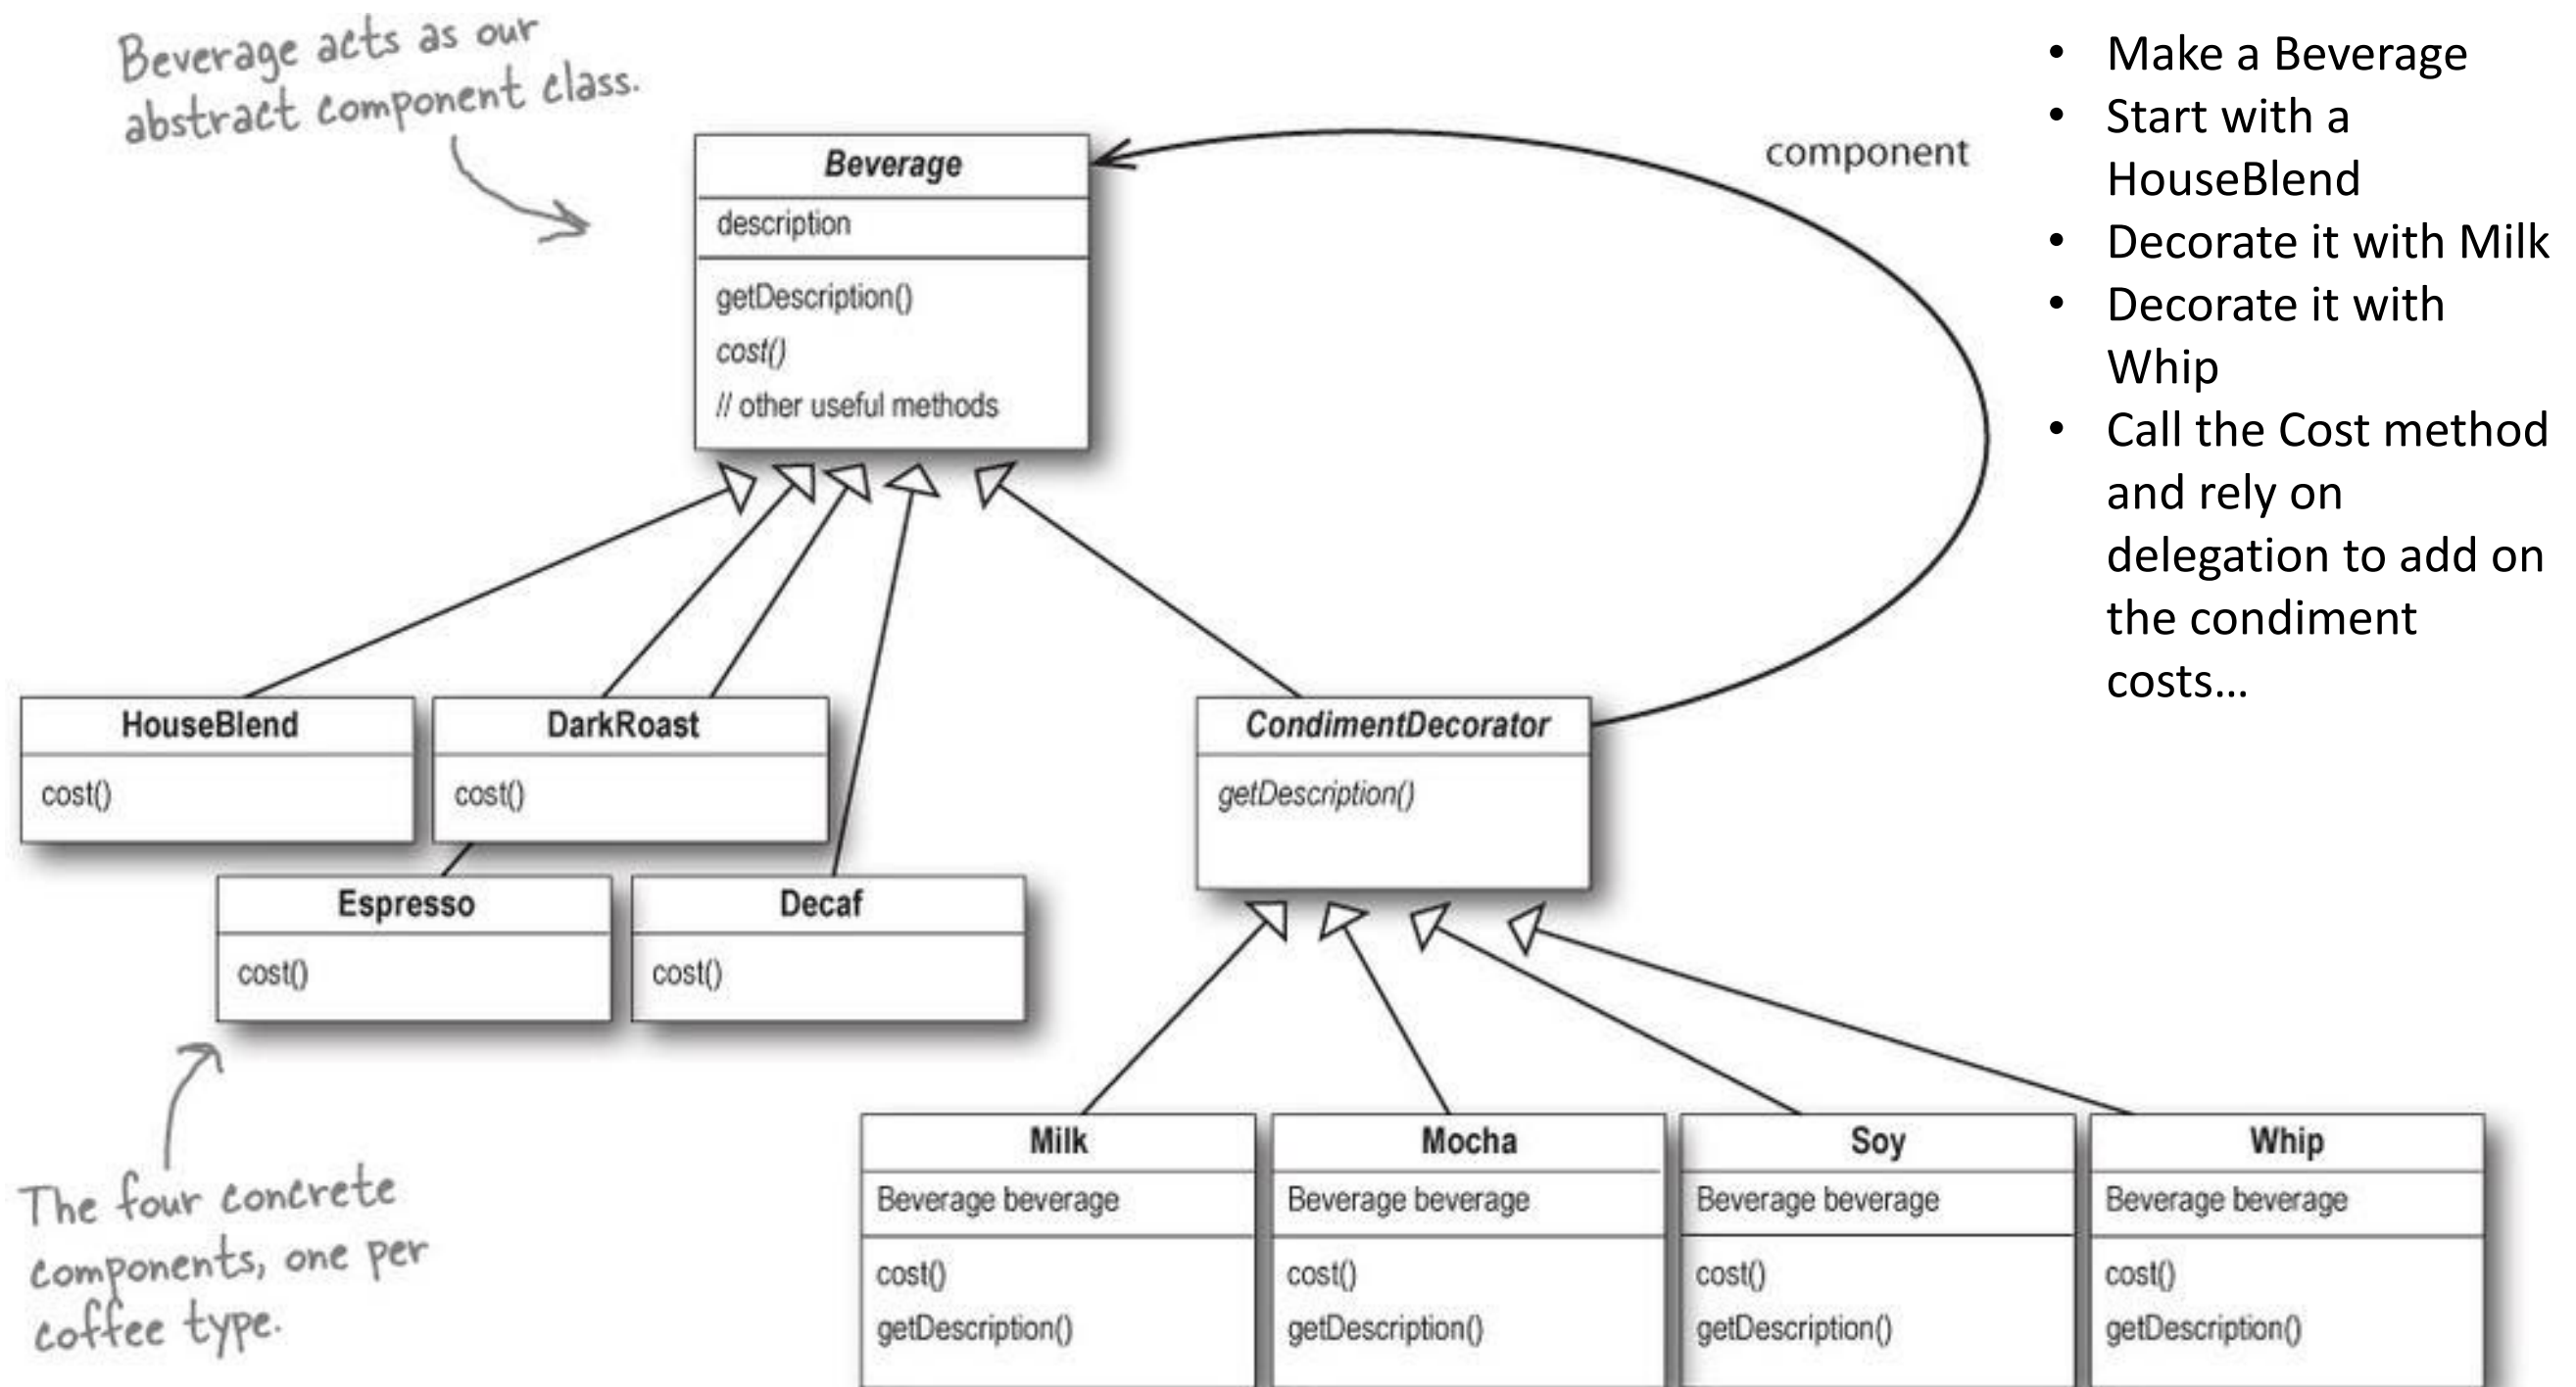 Beverage acts as our
abstract component class.
Beverage
description
getDescription()
cost()
// other useful methods
component
• Make a Beverage
• Start with a
HouseBlend
• Decorate it with Milk
• Decorate it with
Whip
• Call the Cost method
and rely on
delegation to add on
the condiment
costs…
HouseBlend
cost()
DarkRoast
cost()
Espresso
cost()
Decaf
cost()
CondimentDecorator
getDescription()
The four concrete
components, one per
coffee type.
Milk
Beverage beverage
cost()
getDescription()
Mocha
Beverage beverage
cost()
getDescription()
Soy
Beverage beverage
cost()
getDescription()
Whip
Beverage beverage
cost()
getDescription()